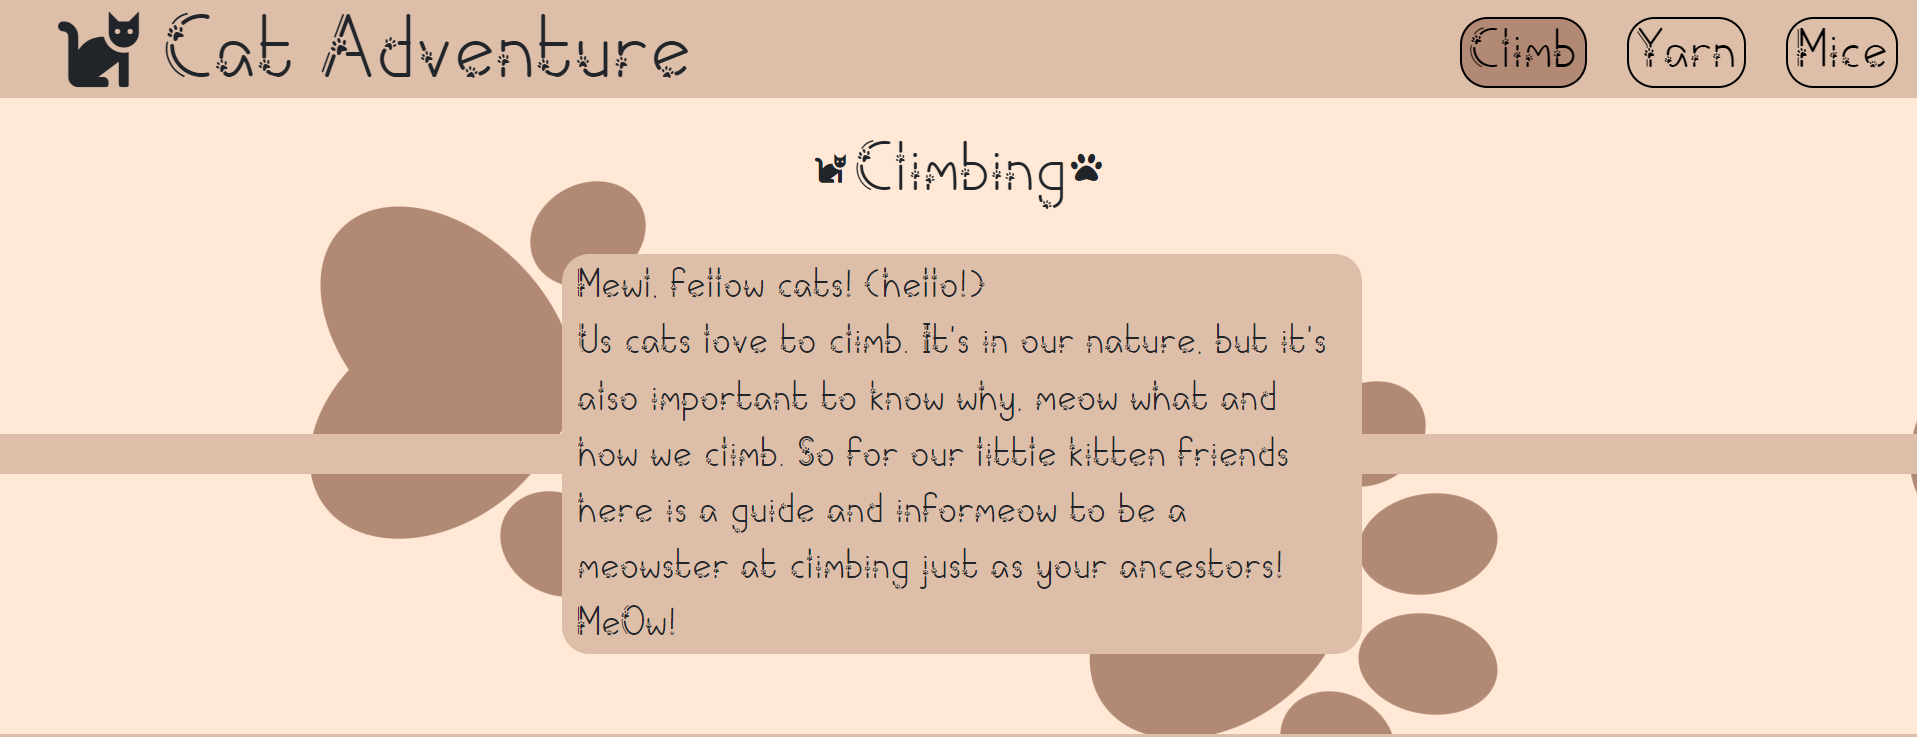 Cat Adventure
Climb
Yarn
Mice
Climbing
Mewl, fellow cats! (hello!)
Us cats love to climb. It's in our nature, but it's
also important to know why, meow what and
how we climb. So for our little kitten friends
here is a guide and informeow to be a
meowster at climbing just as your ancestors!
MeOw!